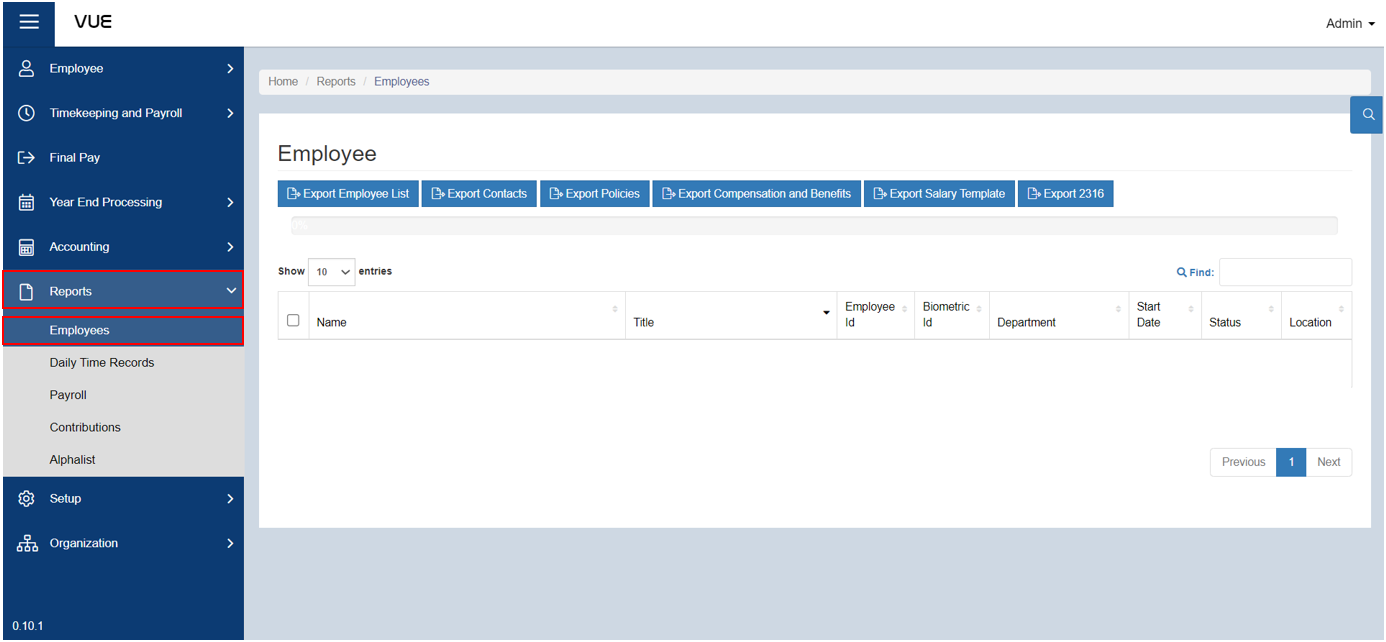 VUE
Admin
Employee
Timekeeping and Payroll
Final Pay
Year End Processing
Accounting
Reports
Employees
Daily Time Records
Payroll
Contributions
Alphalist
Setup
Organization
0.10.1
Home / Reports / Employees
Employee
Export Employee List Export Contacts Export Policies Export Compensation and Benefits Export Salary Template Export 2316
0%
Show 10 entries Find:
Name Title Employee Id Biometric Id Department Start Date Status Location
Previous 1 Next